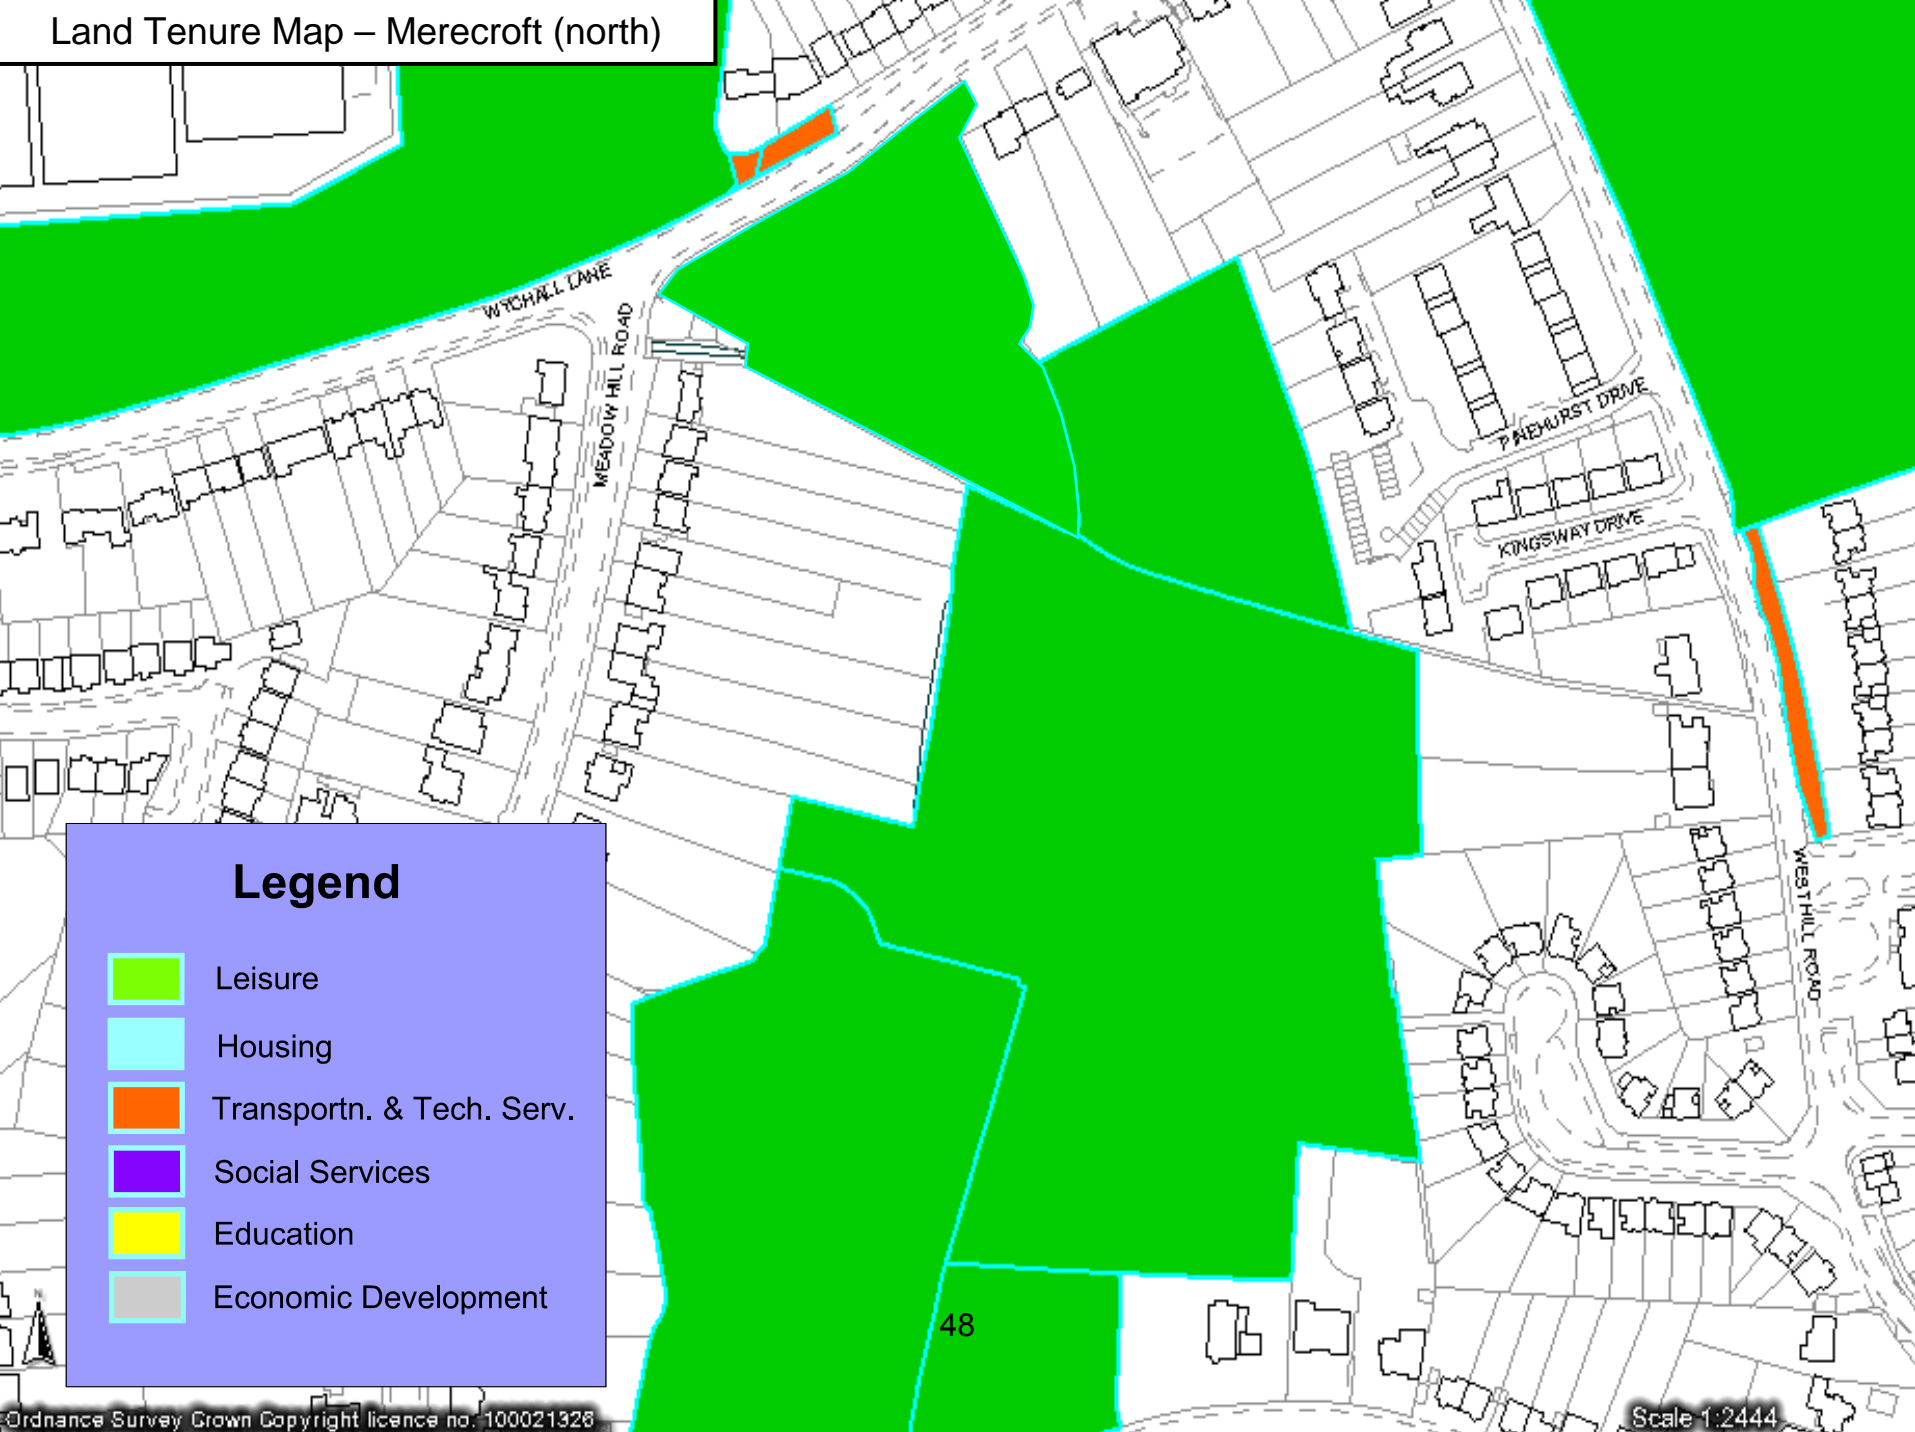 Land Tenure Map – Merecroft (north)
WYCHALL LANE
MEADOW HILL ROAD
PINEHURST DRIVE
KINGSWAY DRIVE
WESTHILL ROAD
Legend
Leisure
Housing
Transportn. & Tech. Serv.
Social Services
Education
Economic Development
N
48
Ordnance Survey Crown Copyright licence no. 100021326
Scale 1:2444